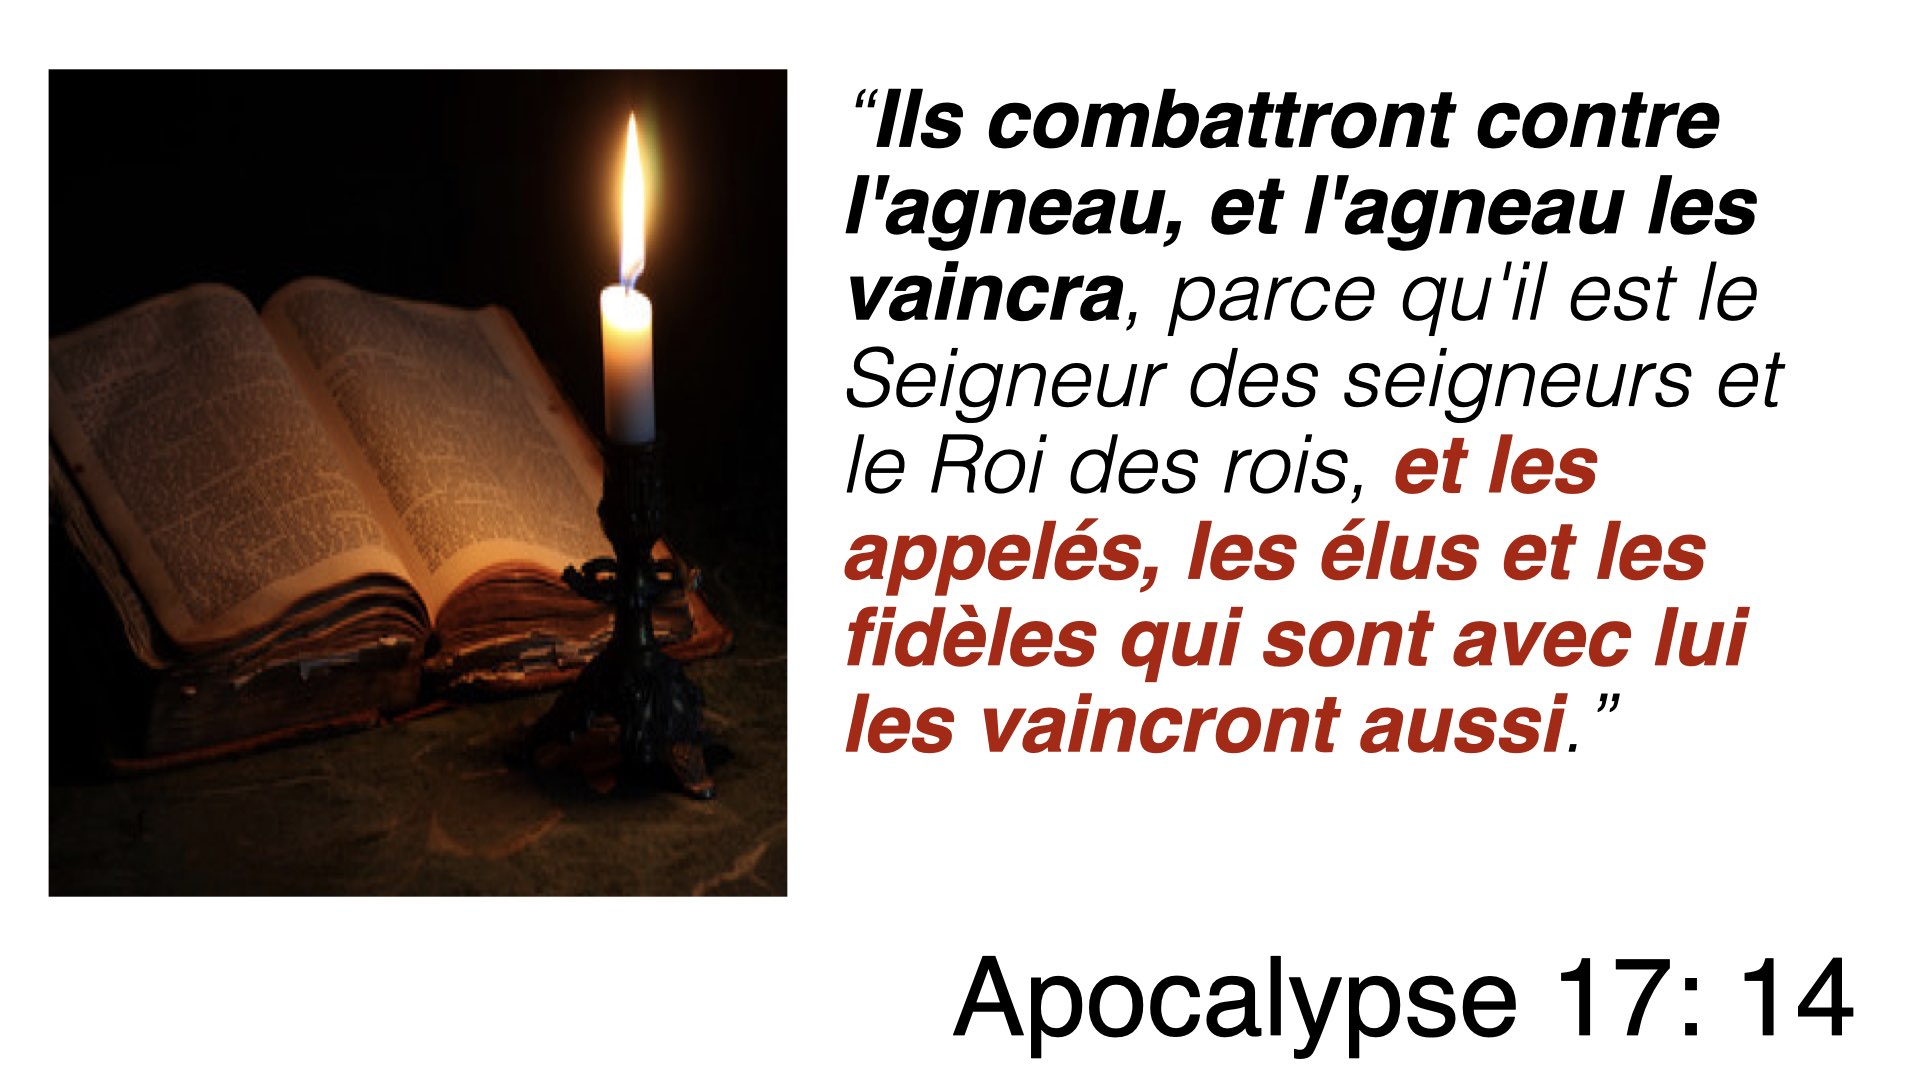 “Ils combattront contre
l'agneau, et l'agneau les
vaincra, parce qu'il est le
Seigneur des seigneurs et
le Roi des rois, et les
appelés, les élus et les
fidèles qui sont avec lui
les vaincront aussi.”
Apocalypse 17: 14